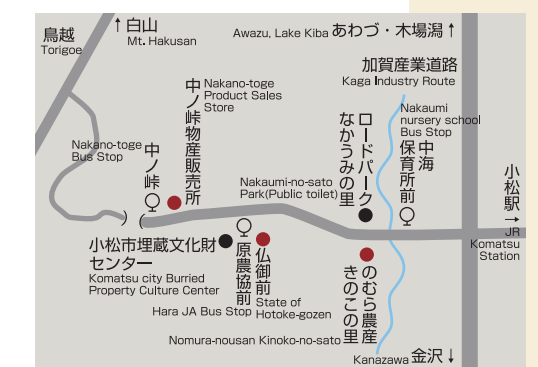 ↑白山
Mt. Hakusan
鳥越
Torigoe
Awazu, Lake Kiba あわづ・木場潟↑
加賀産業道路
Kaga Industry Route
中ノ峠物産販売所
Nakano-toge
Product Sales
Store
Nakaumi
nursery school
Bus Stop
中海
保育所前
ロードパーク
なかうみの里
Nakano-toge
Bus Stop
中ノ峠
Nakaumi-no-sato
Park(Public toilet)
小松駅→
JR
Komatsu
Station
小松市埋蔵文化財
センター
Komatsu city Burried
Property Culture Center
原農協前
Hara JA Bus Stop
仏御前
State of
Hotoke-gozen
のむら農産
きのこの里
Nomura-nousan Kinoko-no-sato
Kanazawa 金沢↓